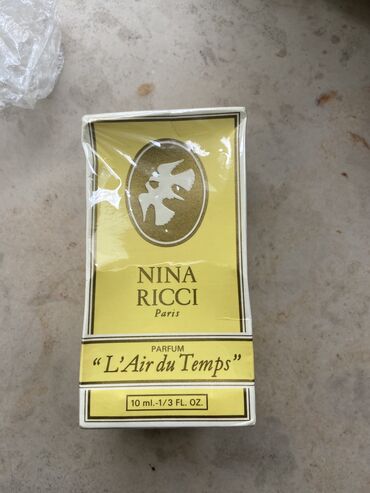 NINA
RICCI
Paris
PARFUM
“L'Air du Temps”
10 ml.-1/3 FL. OZ.